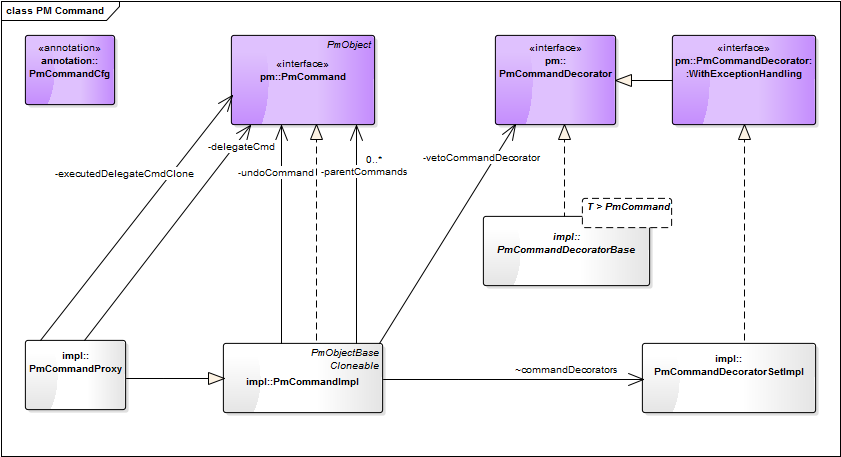 class PM Command
«annotation»
annotation::
PmCommandCfg
PmObject
«interface»
pm::PmCommand
«interface»
pm::
PmCommandDecorator
«interface»
pm::PmCommandDecorator:
:WithExceptionHandling
-delegateCmd
-executedDelegateCmdClone
-undoCommand
0..*
-parentCommands
-vetoCommandDecorator
T > PmCommand
impl::
PmCommandDecoratorBase
impl::
PmCommandProxy
PmObjectBase
Cloneable
impl::PmCommandImpl
~commandDecorators
impl::
PmCommandDecoratorSetImpl